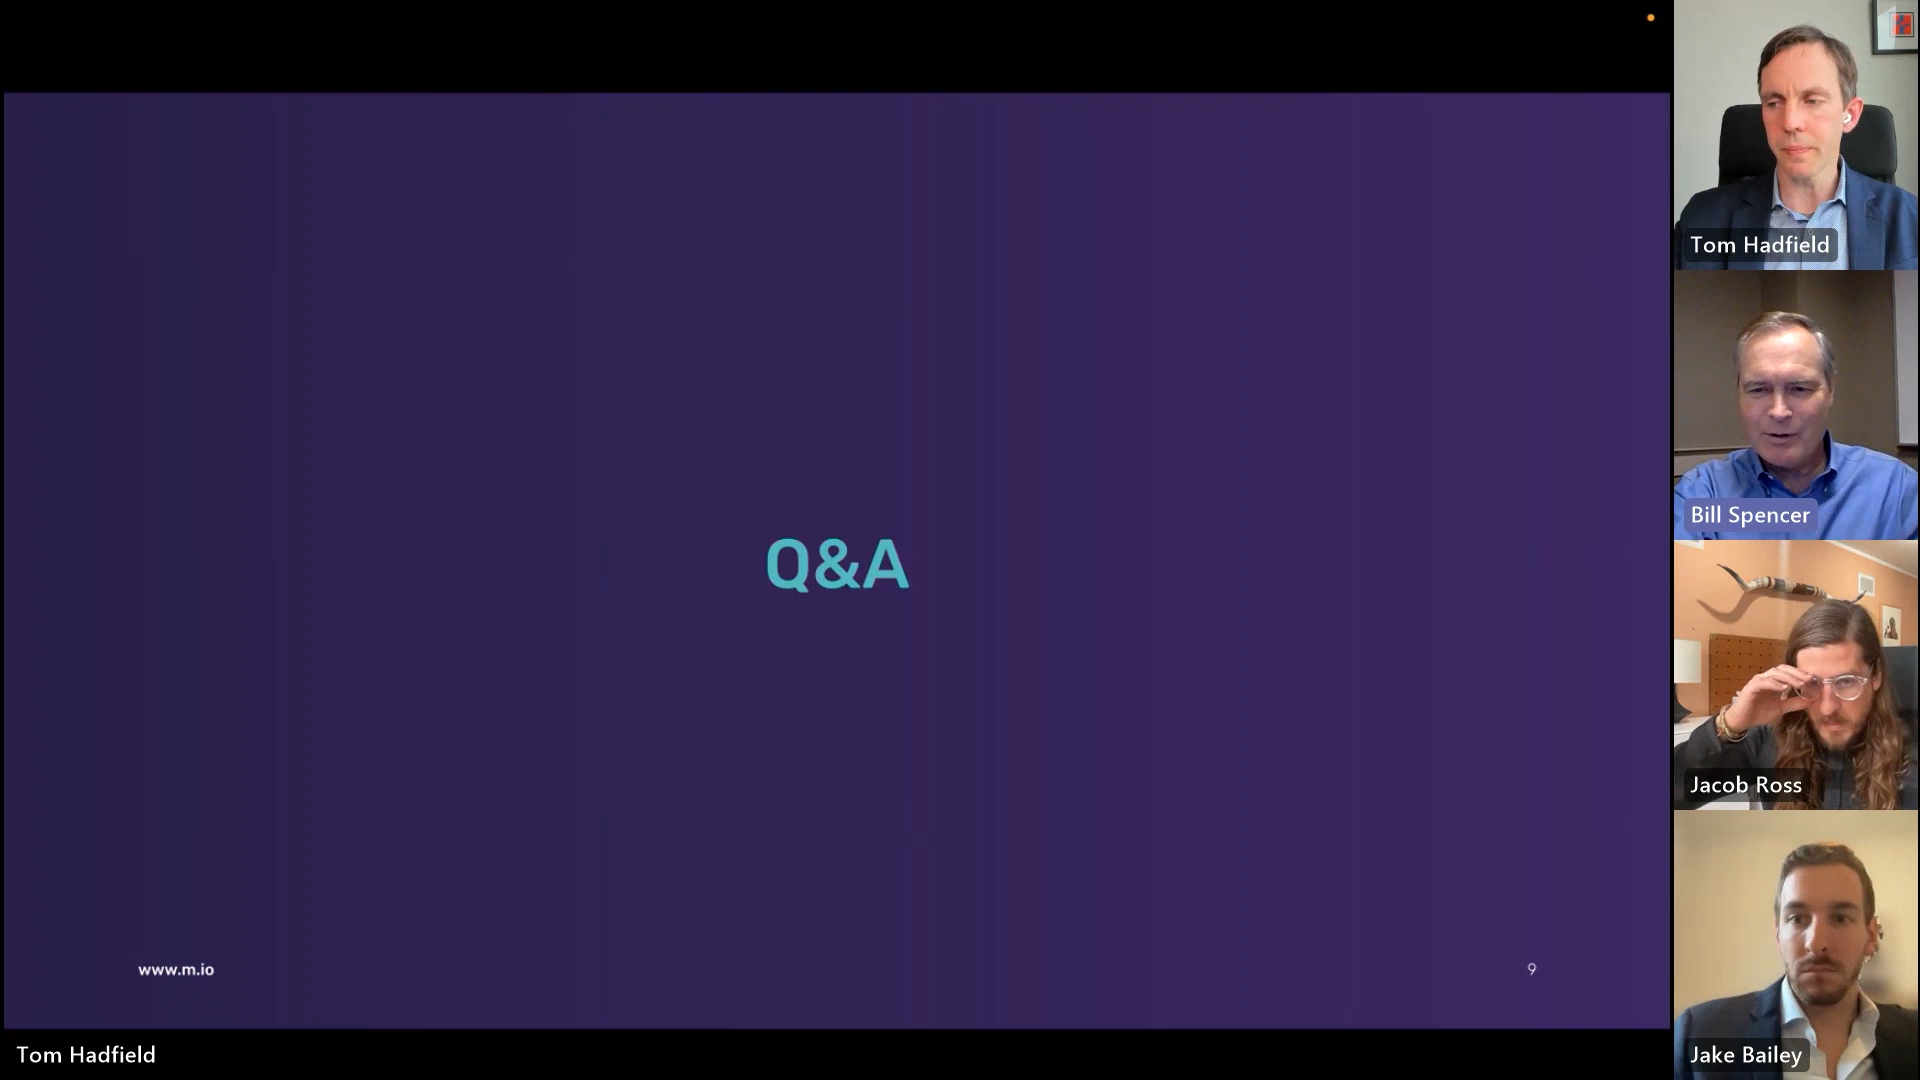 Q&A
www.m.io
9
Tom Hadfield
Tom Hadfield
Bill Spencer
Jacob Ross
Jake Bailey